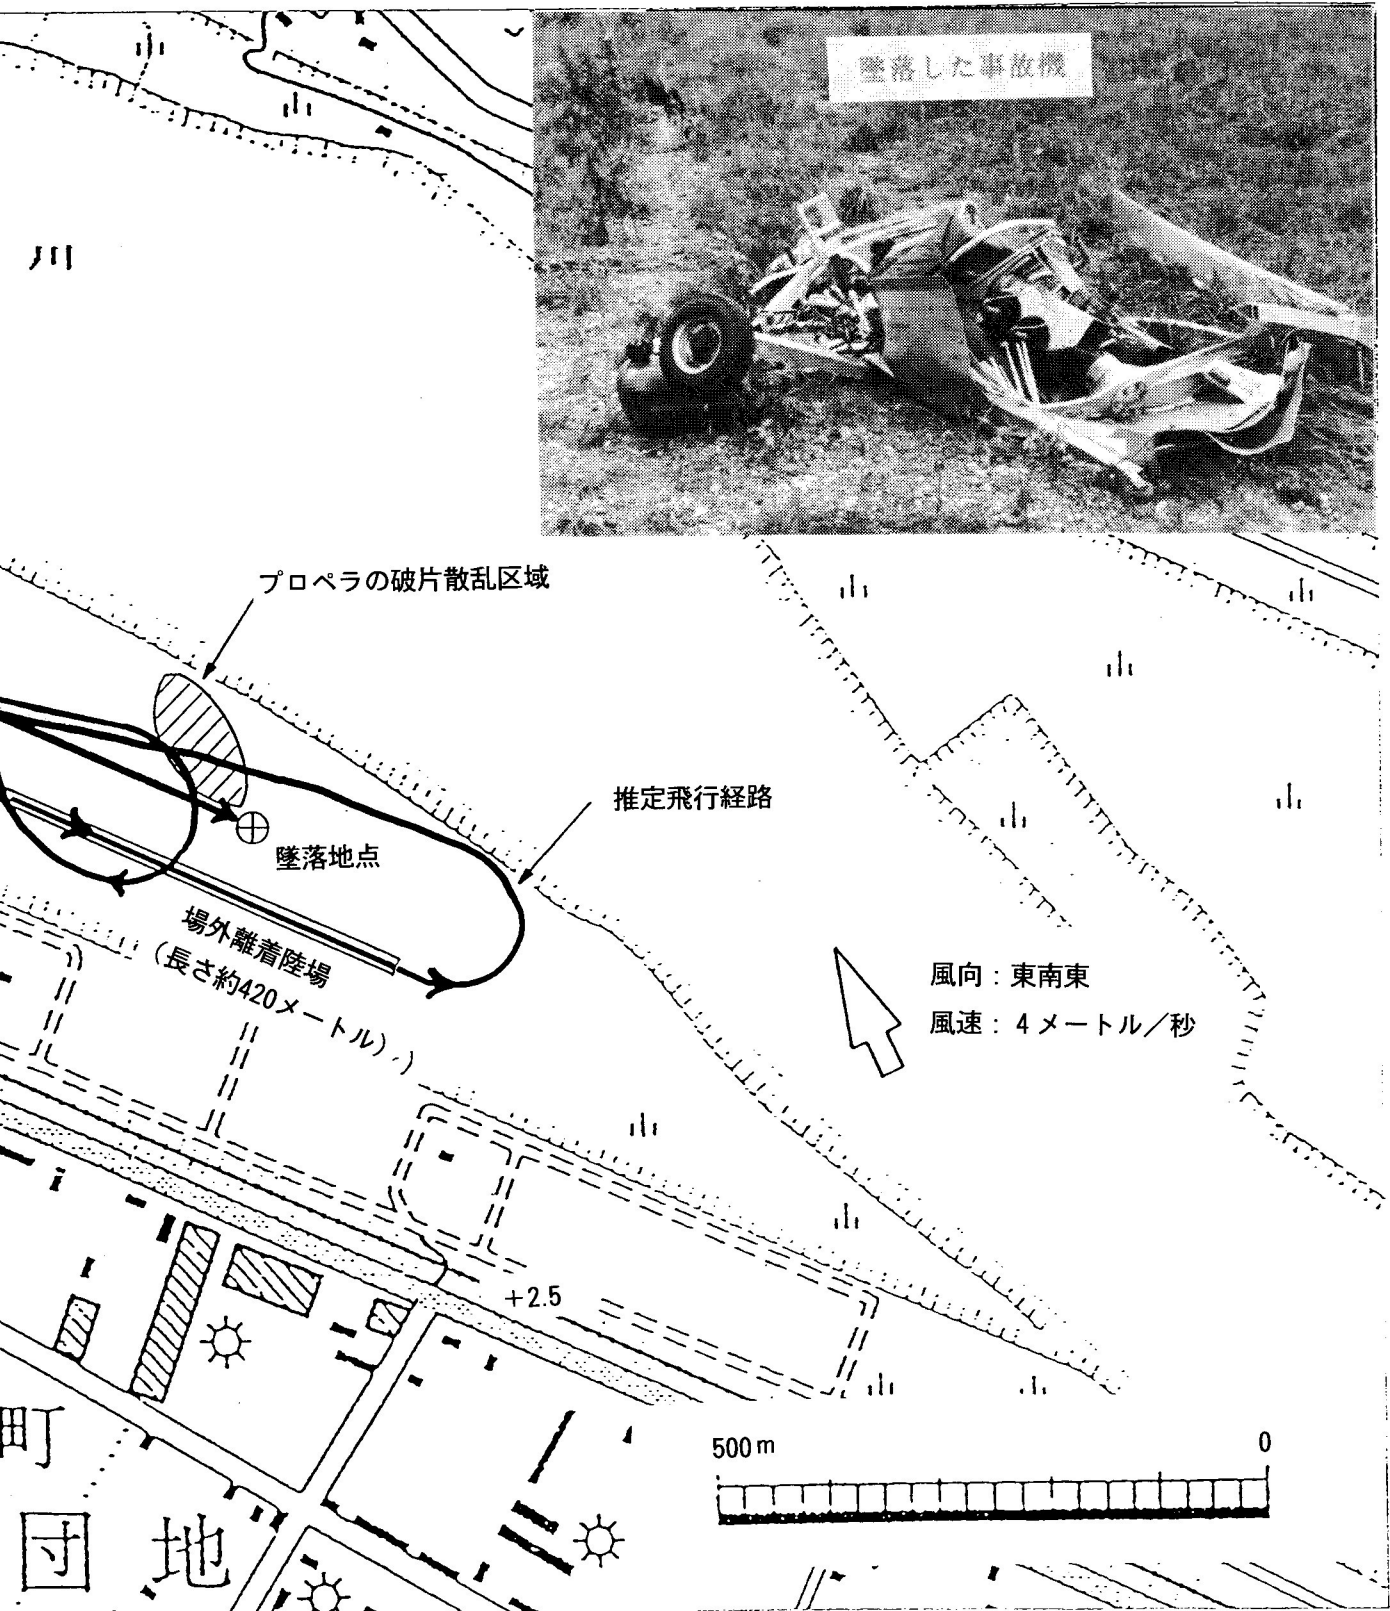 墜落した事故機
川
プロペラの破片散乱区域
推定飛行経路
墜落地点
場外離着陸場
（長さ約420メートル）
風向：東南東
風速：4メートル／秒
+2.5
町
500m 0
団地